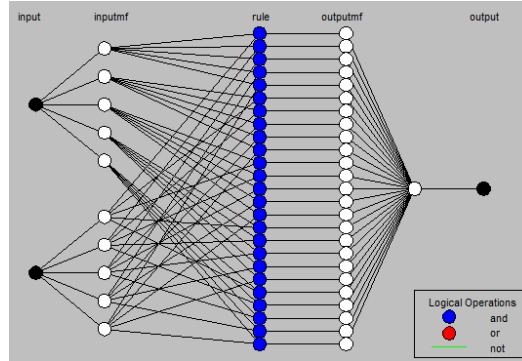 input inputmf rule outputmf output
Logical Operations
and
or
not